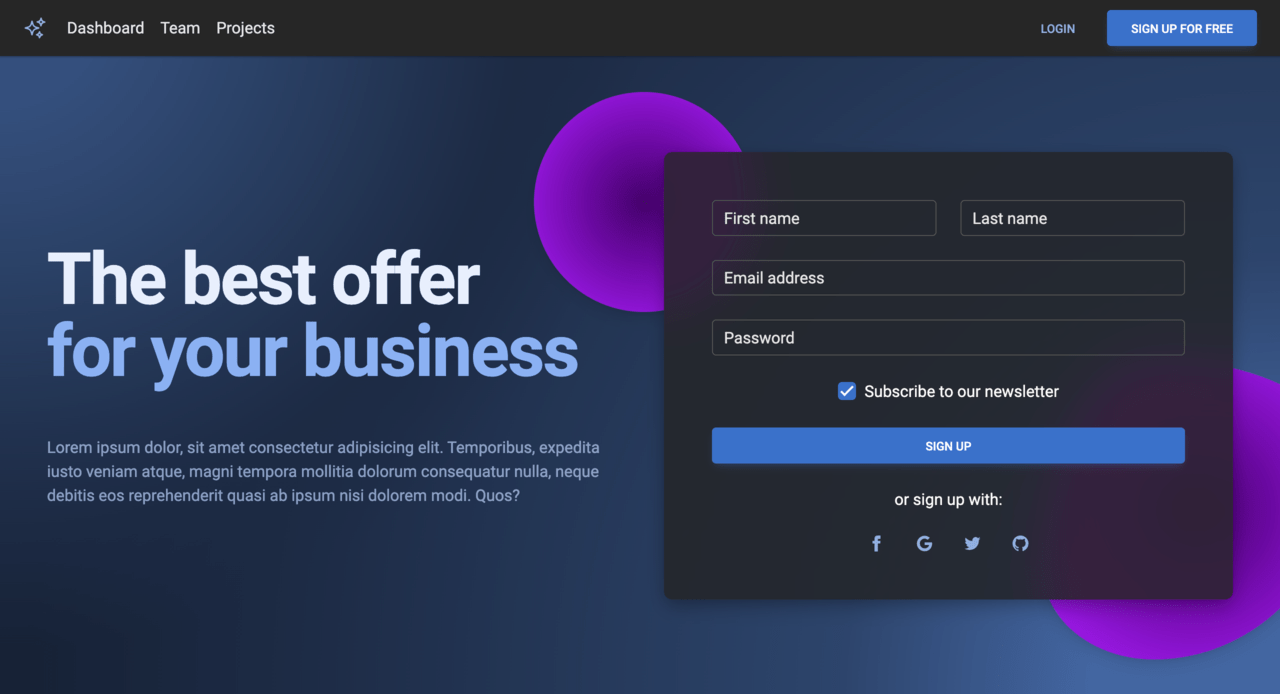 Dashboard Team Projects LOGIN SIGN UP FOR FREE
The best offer
for your business
Lorem ipsum dolor, sit amet consectetur adipisicing elit. Temporibus, expedita
iusto veniam atque, magni tempora mollitia dolorum consequatur nulla, neque
debitis eos reprehenderit quasi ab ipsum nisi dolorem modi. Quos?
First name Last name
Email address
Password
Subscribe to our newsletter
SIGN UP
or sign up with: